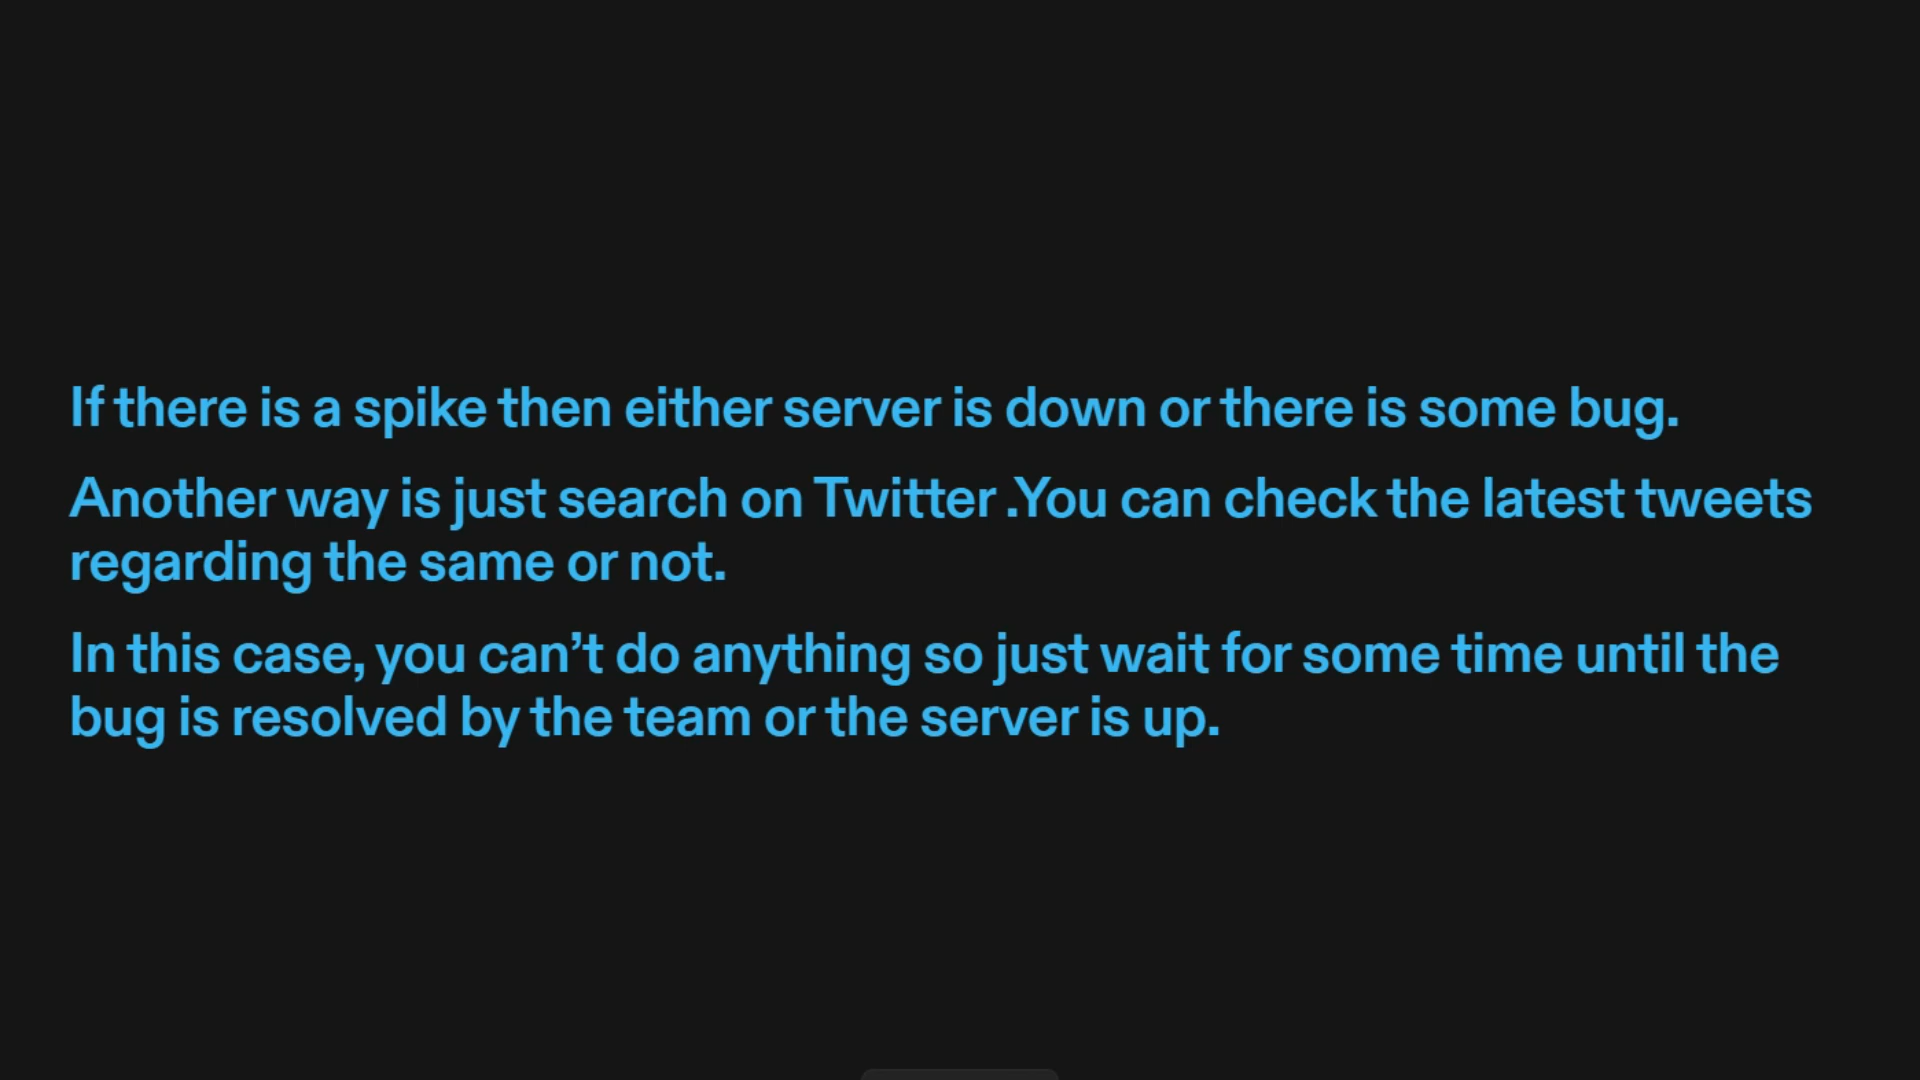 If there is a spike then either server is down or there is some bug.
Another way is just search on Twitter .You can check the latest tweets
regarding the same or not.
In this case, you can’t do anything so just wait for some time until the
bug is resolved by the team or the server is up.